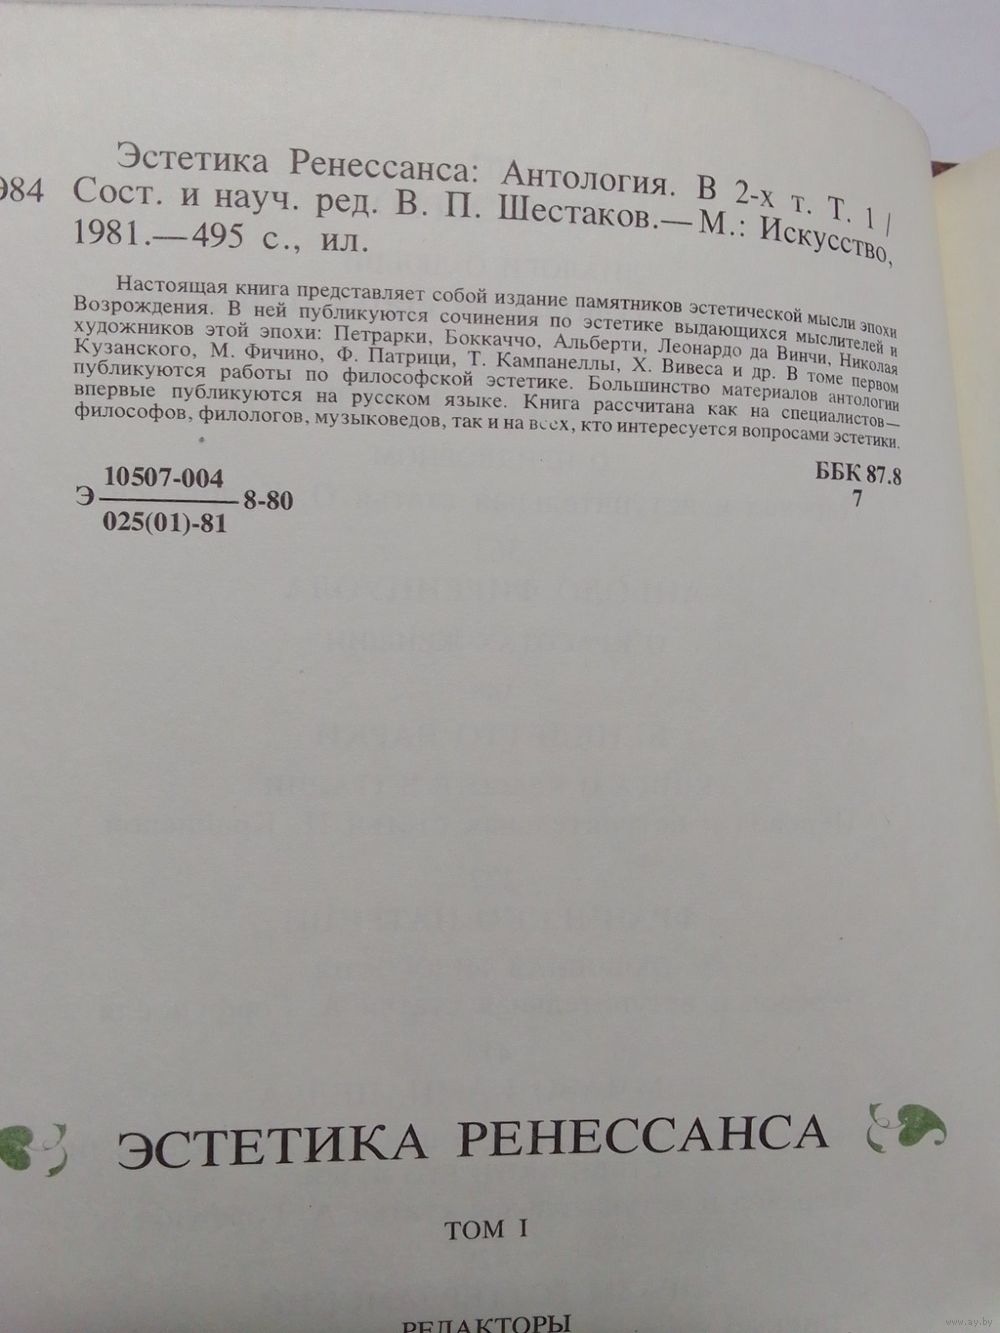 Эстетика Ренессанса: Антология. В 2-х т. Т. 1 /
984 Сост. и науч. ред. В. П. Шестаков.—М.: Искусство,
1981.—495 с., ил.
Настоящая книга представляет собой издание памятников эстетической мысли эпохи
Возрождения. В ней публикуются сочинения по эстетике выдающихся мыслителей и
художников этой эпохи: Петрарки, Боккаччо, Альберти, Леонардо да Винчи, Николая
Кузанского, М. Фичино, Ф. Патрици, Т. Кампанеллы, Х. Вивеса и др. В томе первом
публикуются работы по философской эстетике. Большинство материалов антологии
впервые публикуются на русском языке. Книга рассчитана как на специалистов—
философов, филологов, музыковедов, так и на всех, кто интересуется вопросами эстетики.
Э 10507-004 8-80
025(01)-81
ББК 87.8
7
ЭСТЕТИКА РЕНЕССАНСА
ТОМ I
РЕДАКТОРЫ
www.ay.by